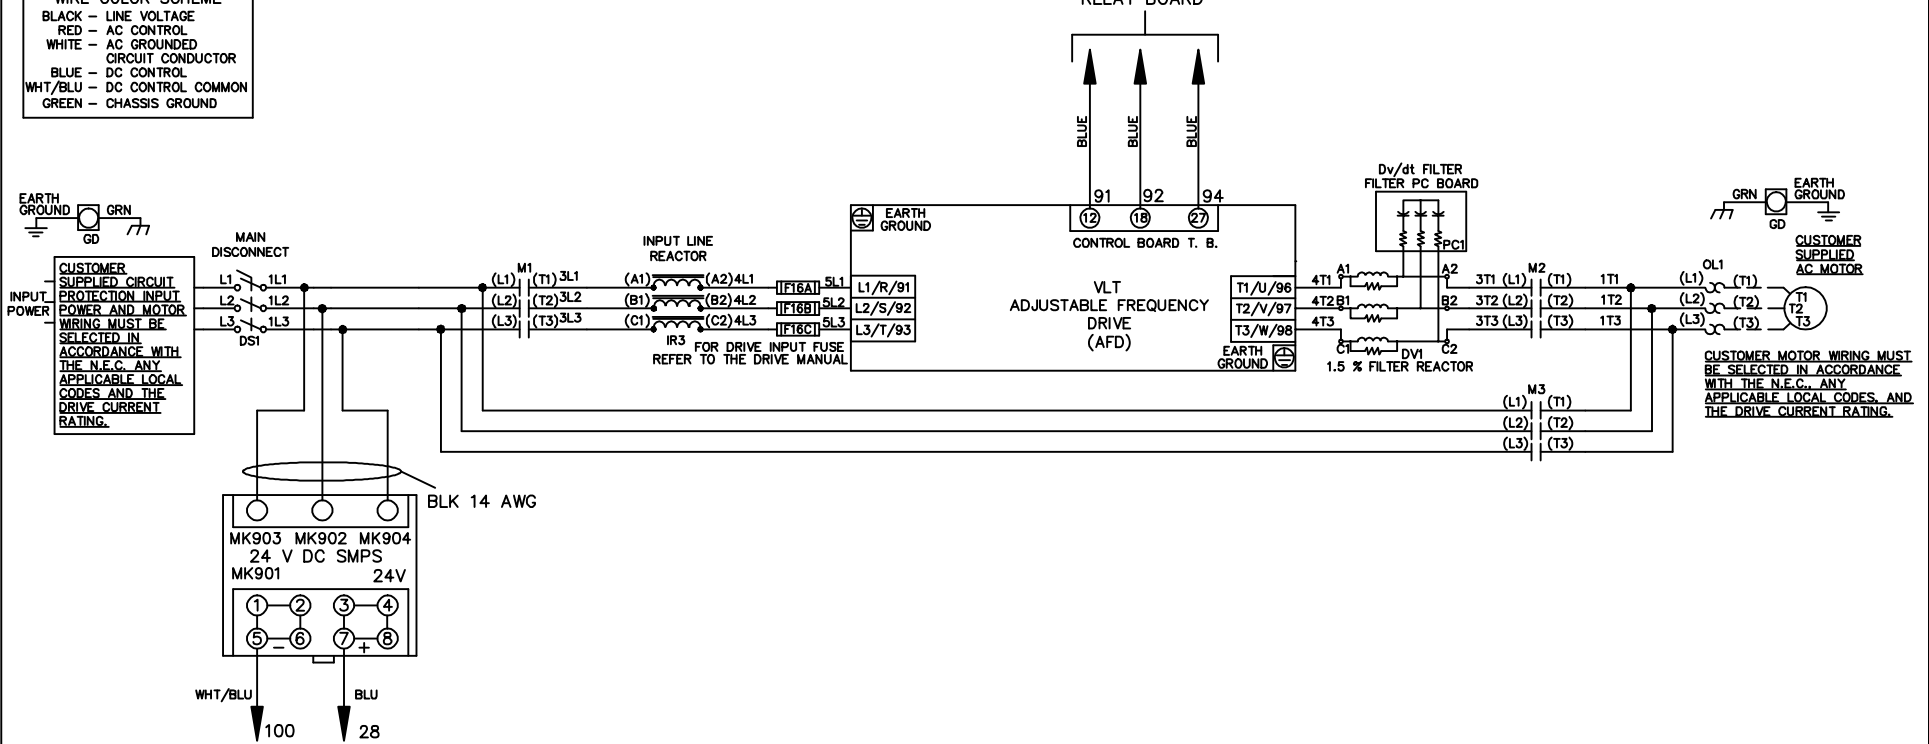 WIRE COLOR SCHEME
BLACK – LINE VOLTAGE
RED – AC CONTROL
WHITE – AC GROUNDED
CIRCUIT CONDUCTOR
BLUE – DC CONTROL
WHT/BLU – DC CONTROL COMMON
GREEN – CHASSIS GROUND
RELAY BOARD
BLUE
BLUE
BLUE
91 92 94
12 18 27
CONTROL BOARD T. B.
EARTH
GROUND
GRN
GD
INPUT
POWER
CUSTOMER
SUPPLIED CIRCUIT
PROTECTION INPUT
POWER AND MOTOR
WIRING MUST BE
SELECTED IN
ACCORDANCE WITH
THE N.E.C. ANY
APPLICABLE LOCAL
CODES AND THE
DRIVE CURRENT
RATING.
MAIN
DISCONNECT
L1 1L1
L2 1L2
L3 1L3
DS1
M1
(L1) (T1) 3L1
(L2) (T2) 3L2
(L3) (T3) 3L3
INPUT LINE
REACTOR
(A1) (A2) 4L1
(B1) (B2) 4L2
(C1) (C2) 4L3
IR3
IF16A 5L1
IF16B 5L2
IF16C 5L3
FOR DRIVE INPUT FUSE
REFER TO THE DRIVE MANUAL
EARTH
GROUND
L1/R/91
L2/S/92
L3/T/93
VLT
ADJUSTABLE FREQUENCY
DRIVE
(AFD)
T1/U/96
T2/V/97
T3/W/98
EARTH
GROUND
Dv/dt FILTER
FILTER PC BOARD
PC1
4T1 A1 A2
4T2 B1 B2
4T3
C1 C2
DV1
1.5 % FILTER REACTOR
M2
3T1 (L1) (T1) 1T1
3T2 (L2) (T2) 1T2
3T3 (L3) (T3) 1T3
OL1
(L1) (T1)
(L2) (T2)
(L3) (T3)
T1
T2
T3
GRN
EARTH
GROUND
GD
CUSTOMER
SUPPLIED
AC MOTOR
CUSTOMER MOTOR WIRING MUST
BE SELECTED IN ACCORDANCE
WITH THE N.E.C., ANY
APPLICABLE LOCAL CODES, AND
THE DRIVE CURRENT RATING.
M3
(L1) (T1)
(L2) (T2)
(L3) (T3)
BLK 14 AWG
MK903 MK902 MK904
24 V DC SMPS
MK901 24V
1 2 3 4
5 6 7 8
– +
WHT/BLU BLU
100 28